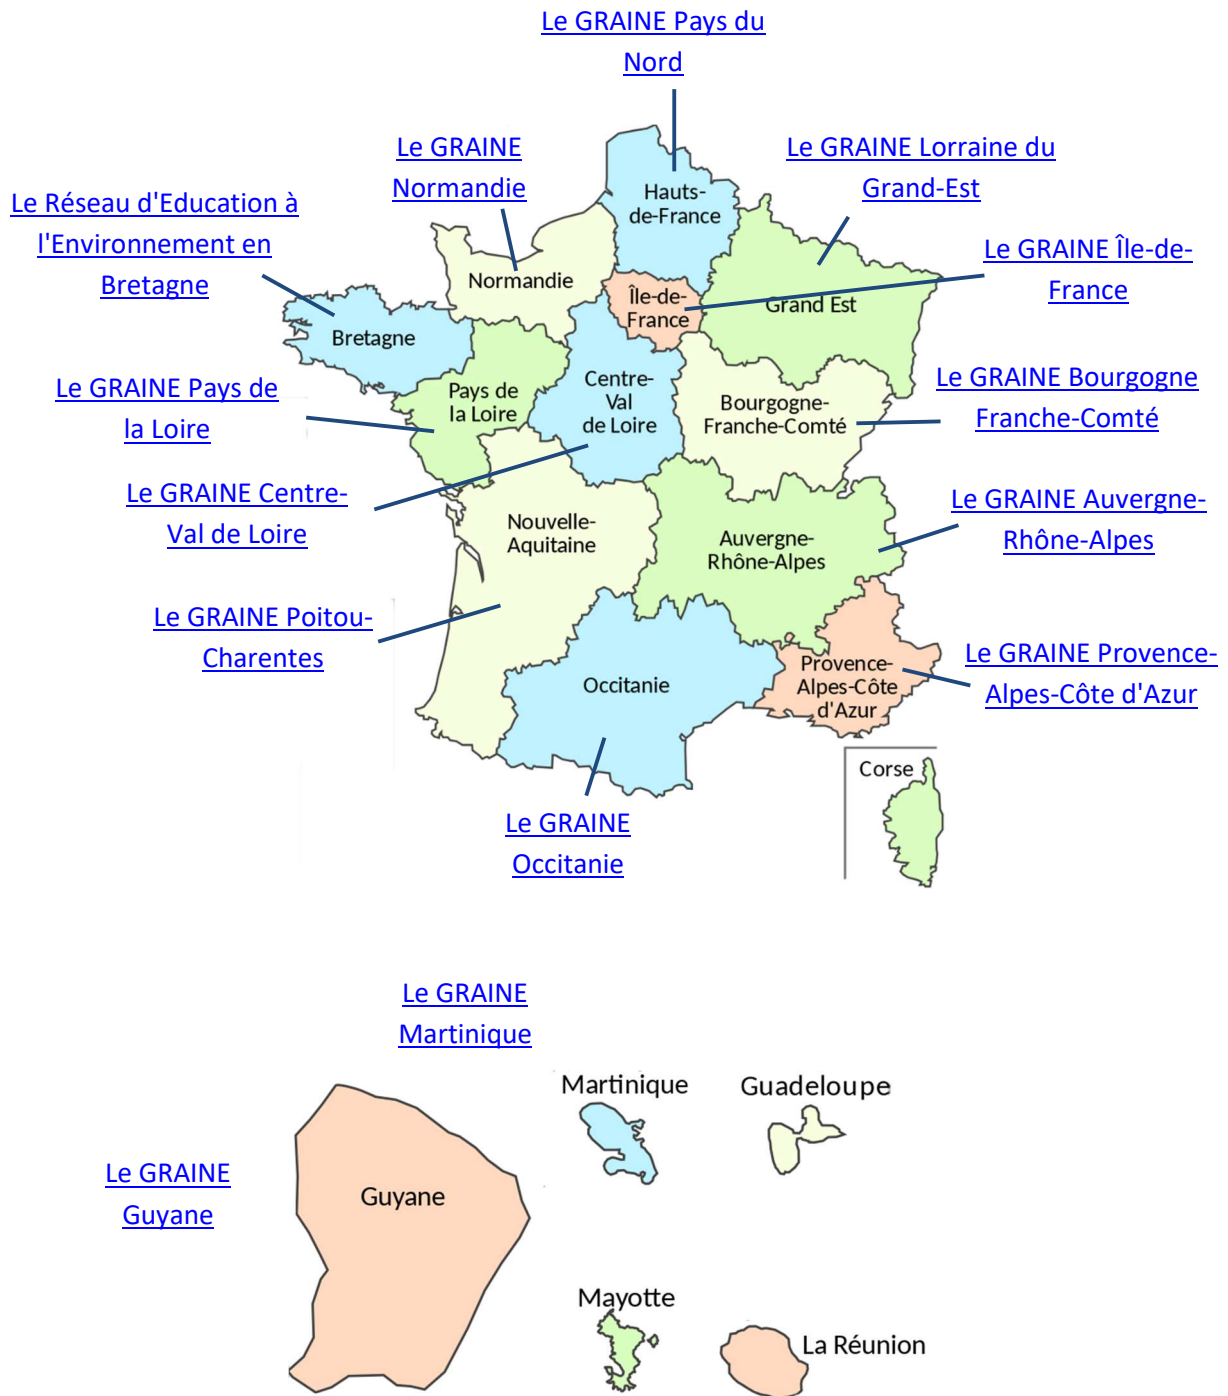 Le GRAINE Pays du
Nord
Le GRAINE
Normandie
Le GRAINE Lorraine du
Grand-Est
Le Réseau d'Education à
l'Environnement en
Bretagne
Le GRAINE Île-de-
France
Hauts-
de-France
Normandie
Île-de-
France
Grand Est
Bretagne
Le GRAINE Pays de
la Loire
Pays de
la Loire
Centre-
Val
de Loire
Bourgogne-
Franche-Comté
Le GRAINE Bourgogne
Franche-Comté
Le GRAINE Centre-
Val de Loire
Nouvelle-
Aquitaine
Auvergne-
Rhône-Alpes
Le GRAINE Auvergne-
Rhône-Alpes
Le GRAINE Poitou-
Charentes
Occitanie
Provence-
Alpes-Côte
d'Azur
Le GRAINE Provence-
Alpes-Côte d'Azur
Corse
Le GRAINE
Occitanie
Le GRAINE
Martinique
Martinique
Guadeloupe
Le GRAINE
Guyane
Guyane
Mayotte
La Réunion